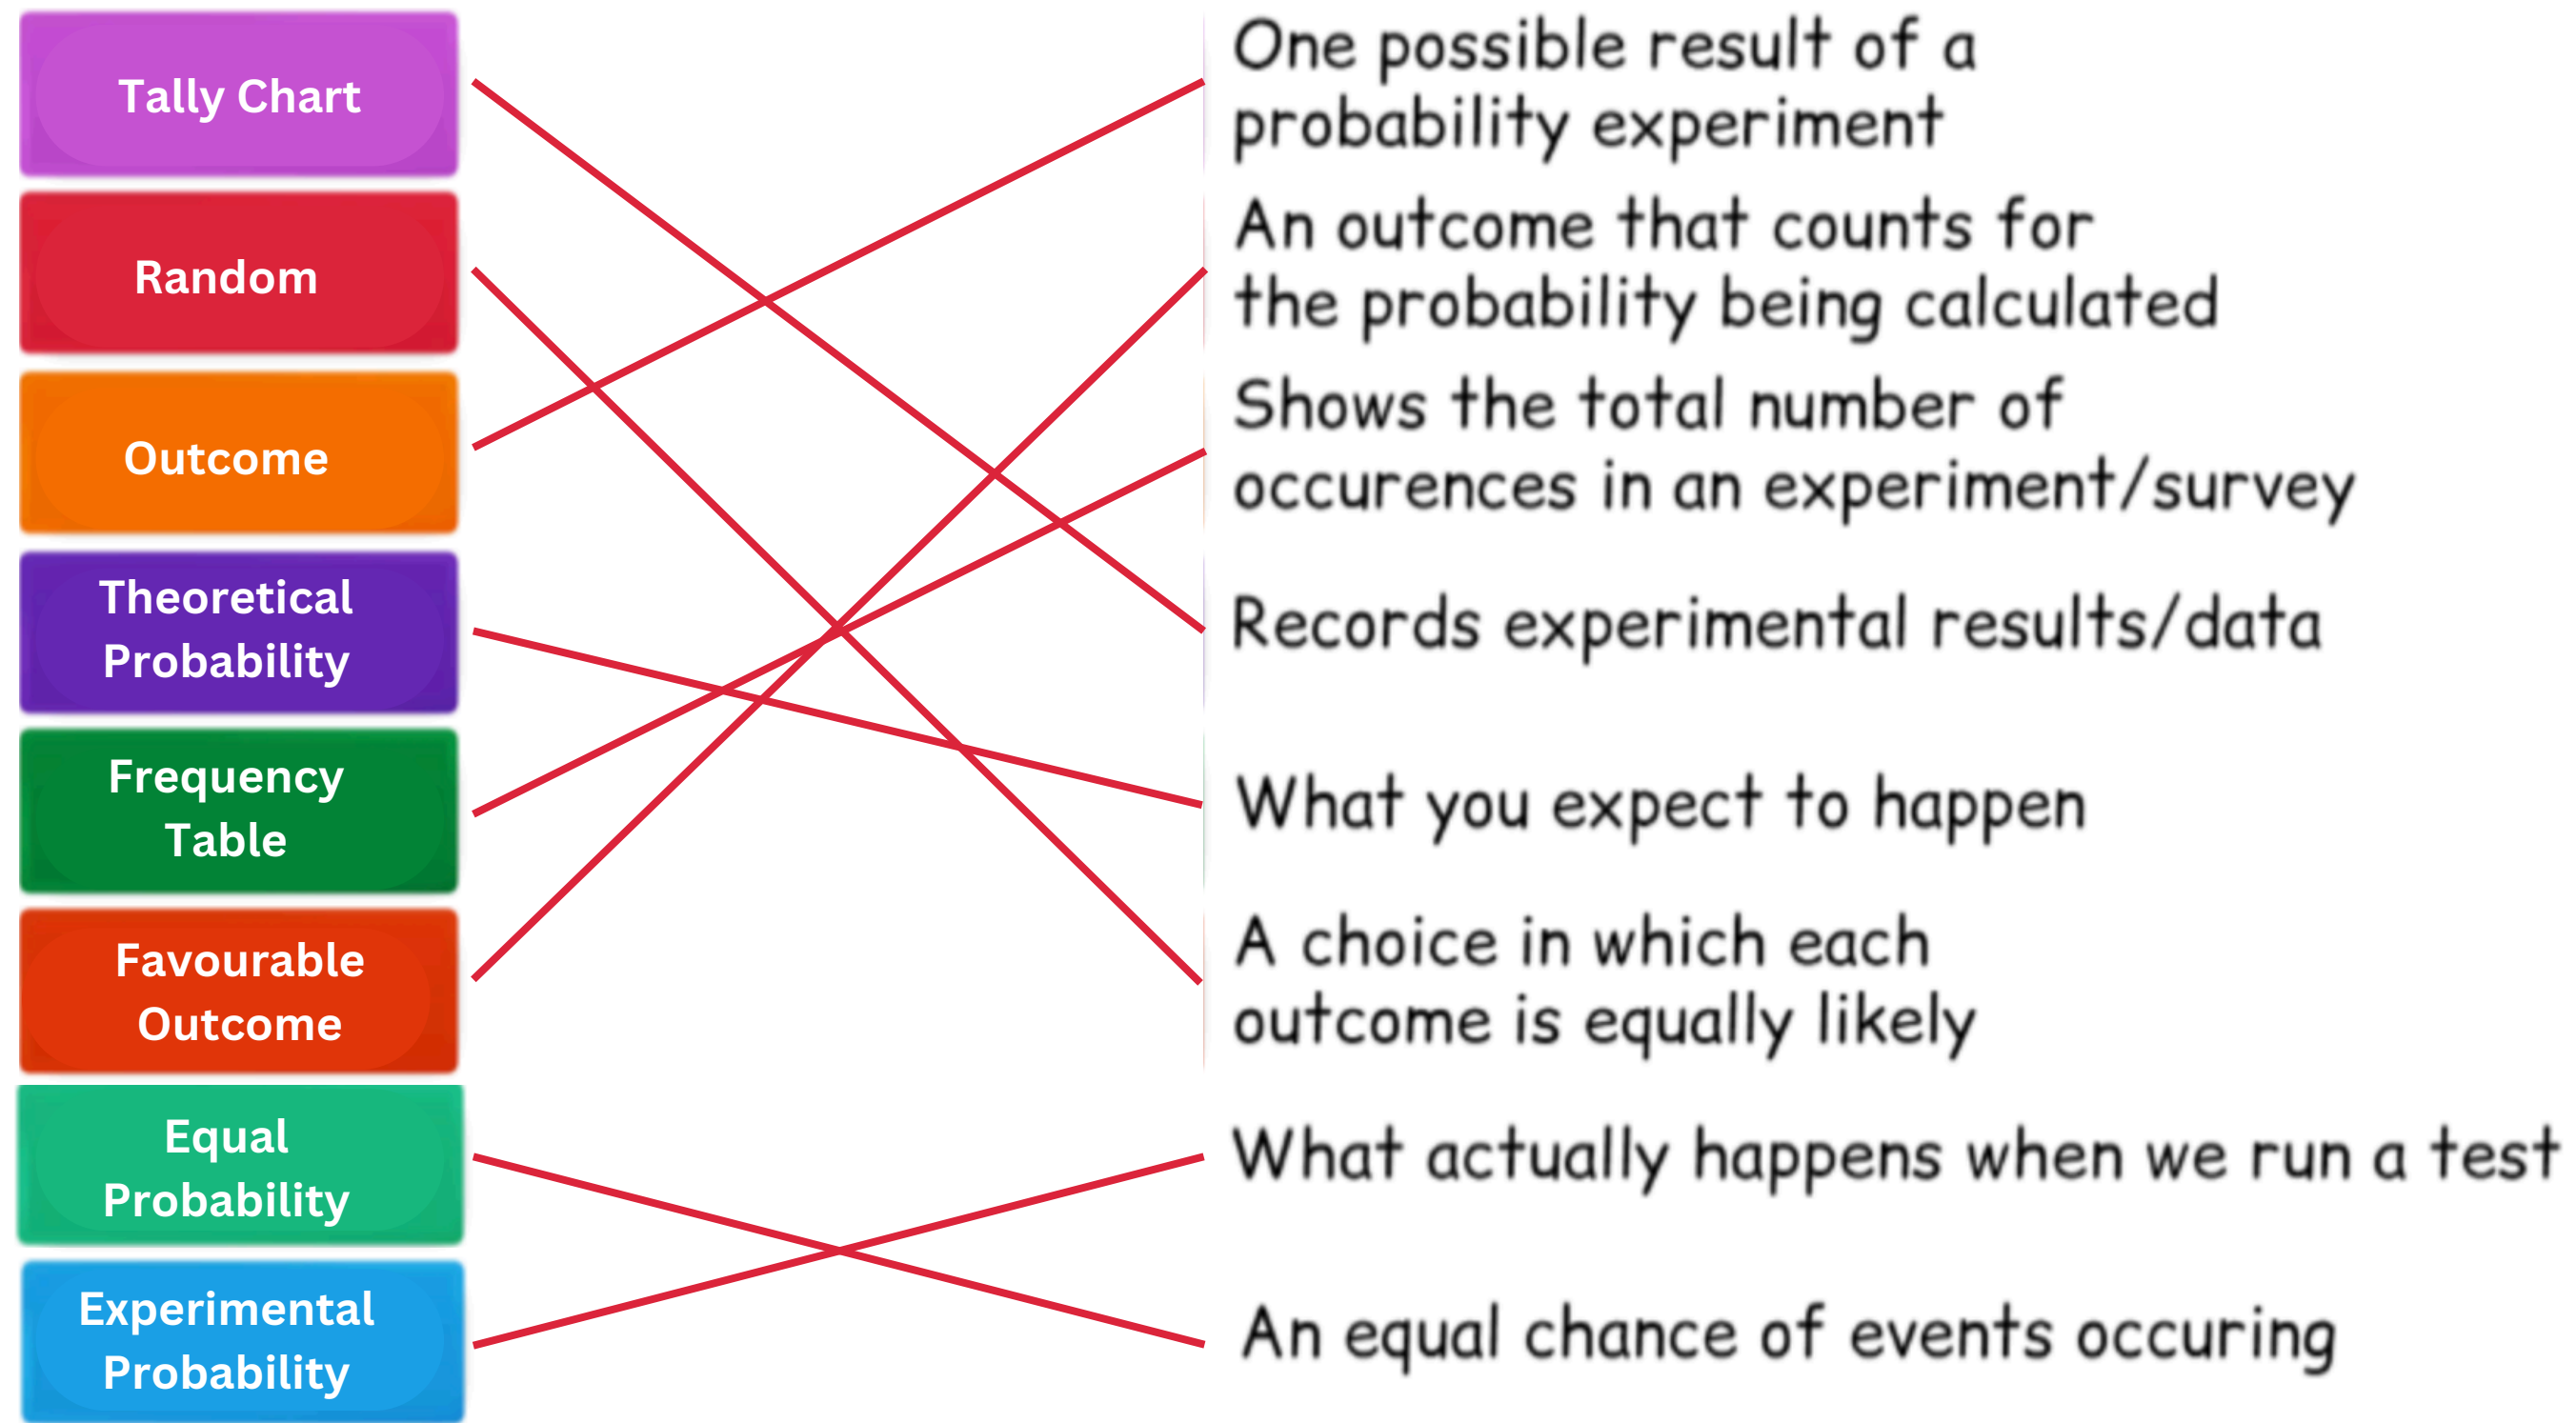 Tally Chart
Random
Outcome
Theoretical
Probability
Frequency
Table
Favourable
Outcome
Equal
Probability
Experimental
Probability
One possible result of a
probability experiment
An outcome that counts for
the probability being calculated
Shows the total number of
occurences in an experiment/survey
Records experimental results/data
What you expect to happen
A choice in which each
outcome is equally likely
What actually happens when we run a test
An equal chance of events occuring